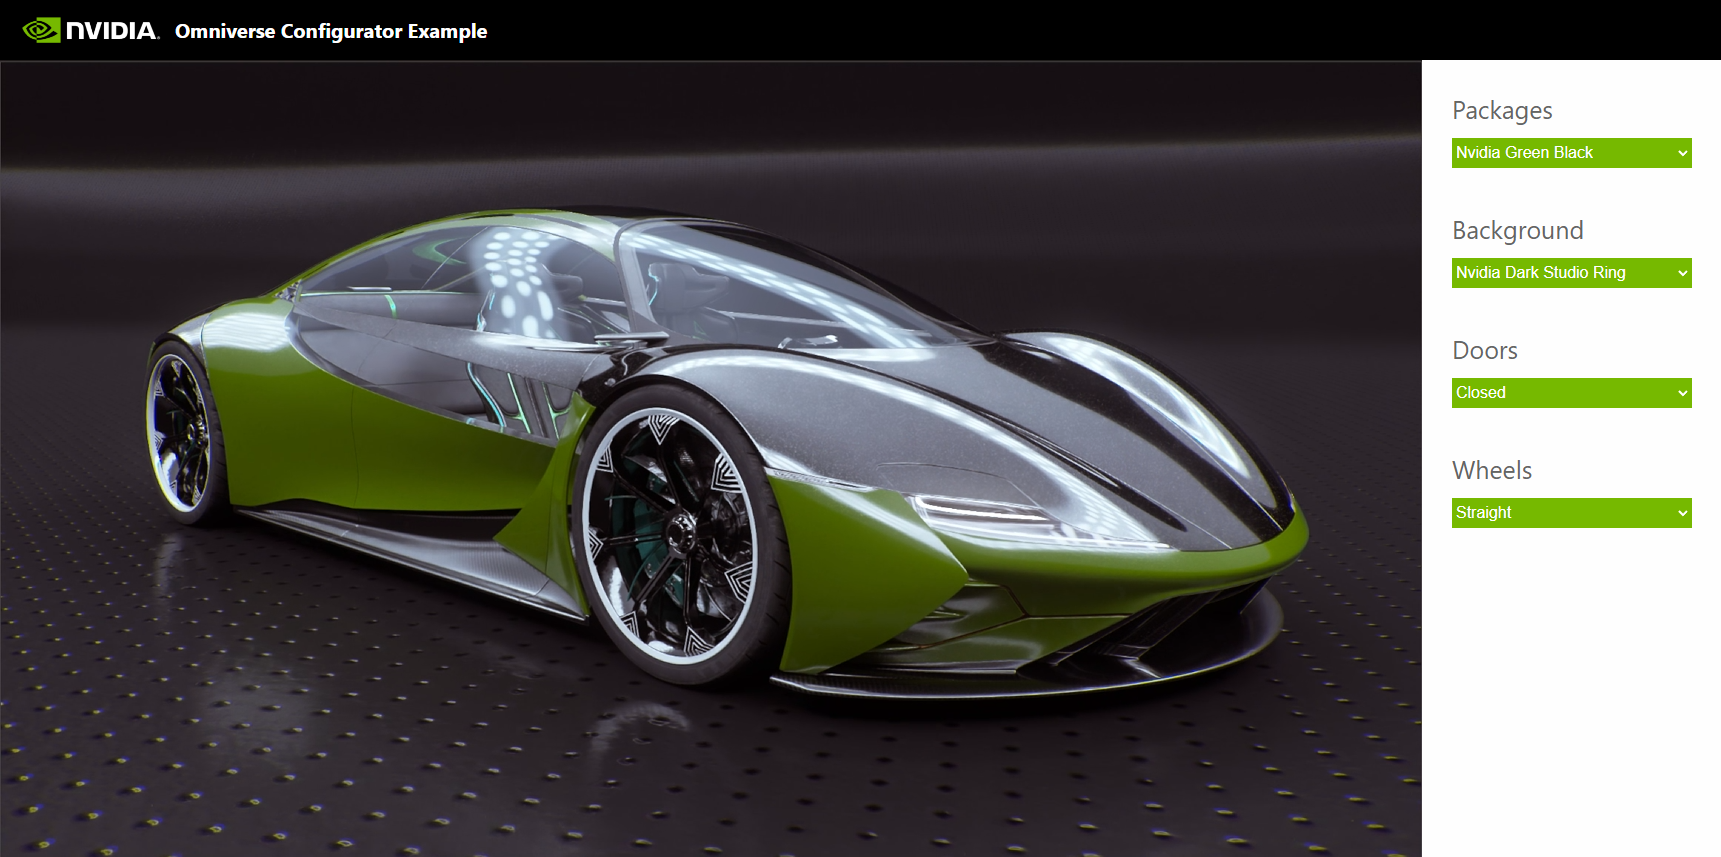 NVIDIA. Omniverse Configurator Example
Packages
Nvidia Green Black
Background
Nvidia Dark Studio Ring
Doors
Closed
Wheels
Straight